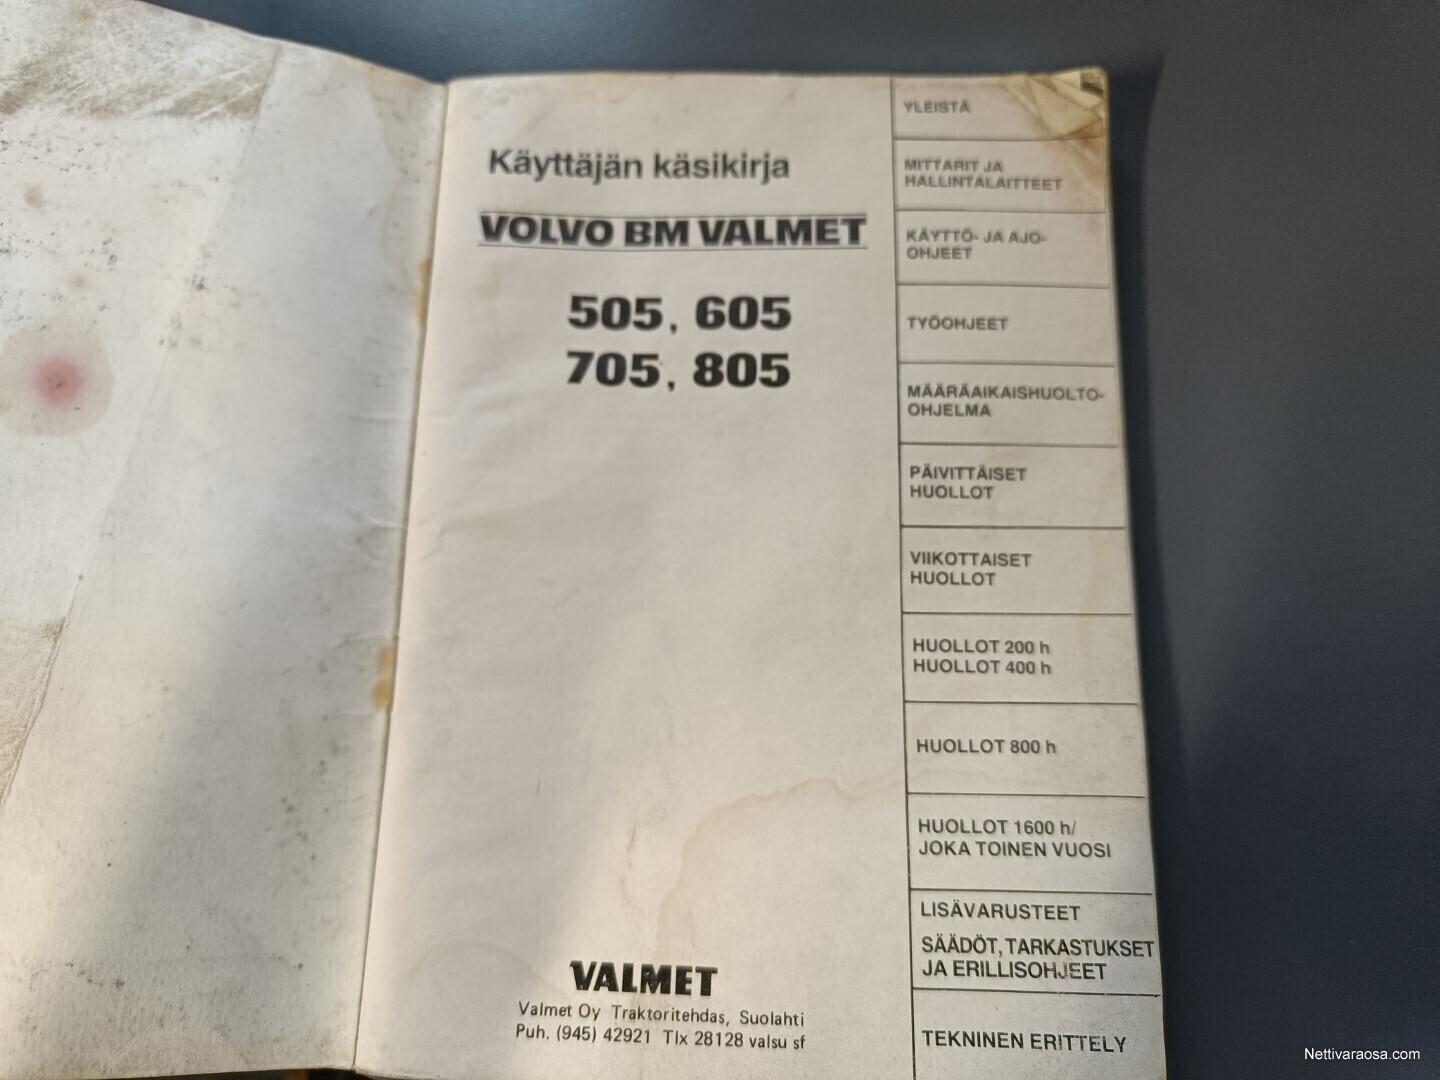 Käyttäjän käsikirja
VOLVO BM VALMET
505, 605
705, 805
VALMET
Valmet Oy Traktoritehdas, Suolahti
Puh. (945) 42921 Tlx 28128 valsu sf
YLEISTÄ
MITTARIT JA
HALLINTALAITTEET
KÄYTTÖ- JA AJO-
OHJEET
TYÖOHJEET
MÄÄRÄAIKAISHUOLTO-
OHJELMA
PÄIVITTÄISET
HUOLLOT
VIIKOTTAISET
HUOLLOT
HUOLLOT 200 h
HUOLLOT 400 h
HUOLLOT 800 h
HUOLLOT 1600 h/
JOKA TOINEN VUOSI
LISÄVARUSTEET
SÄÄDÖT, TARKASTUKSET
JA ERILLISOHJEET
TEKNINEN ERITTELY
Nettivaraosa.com